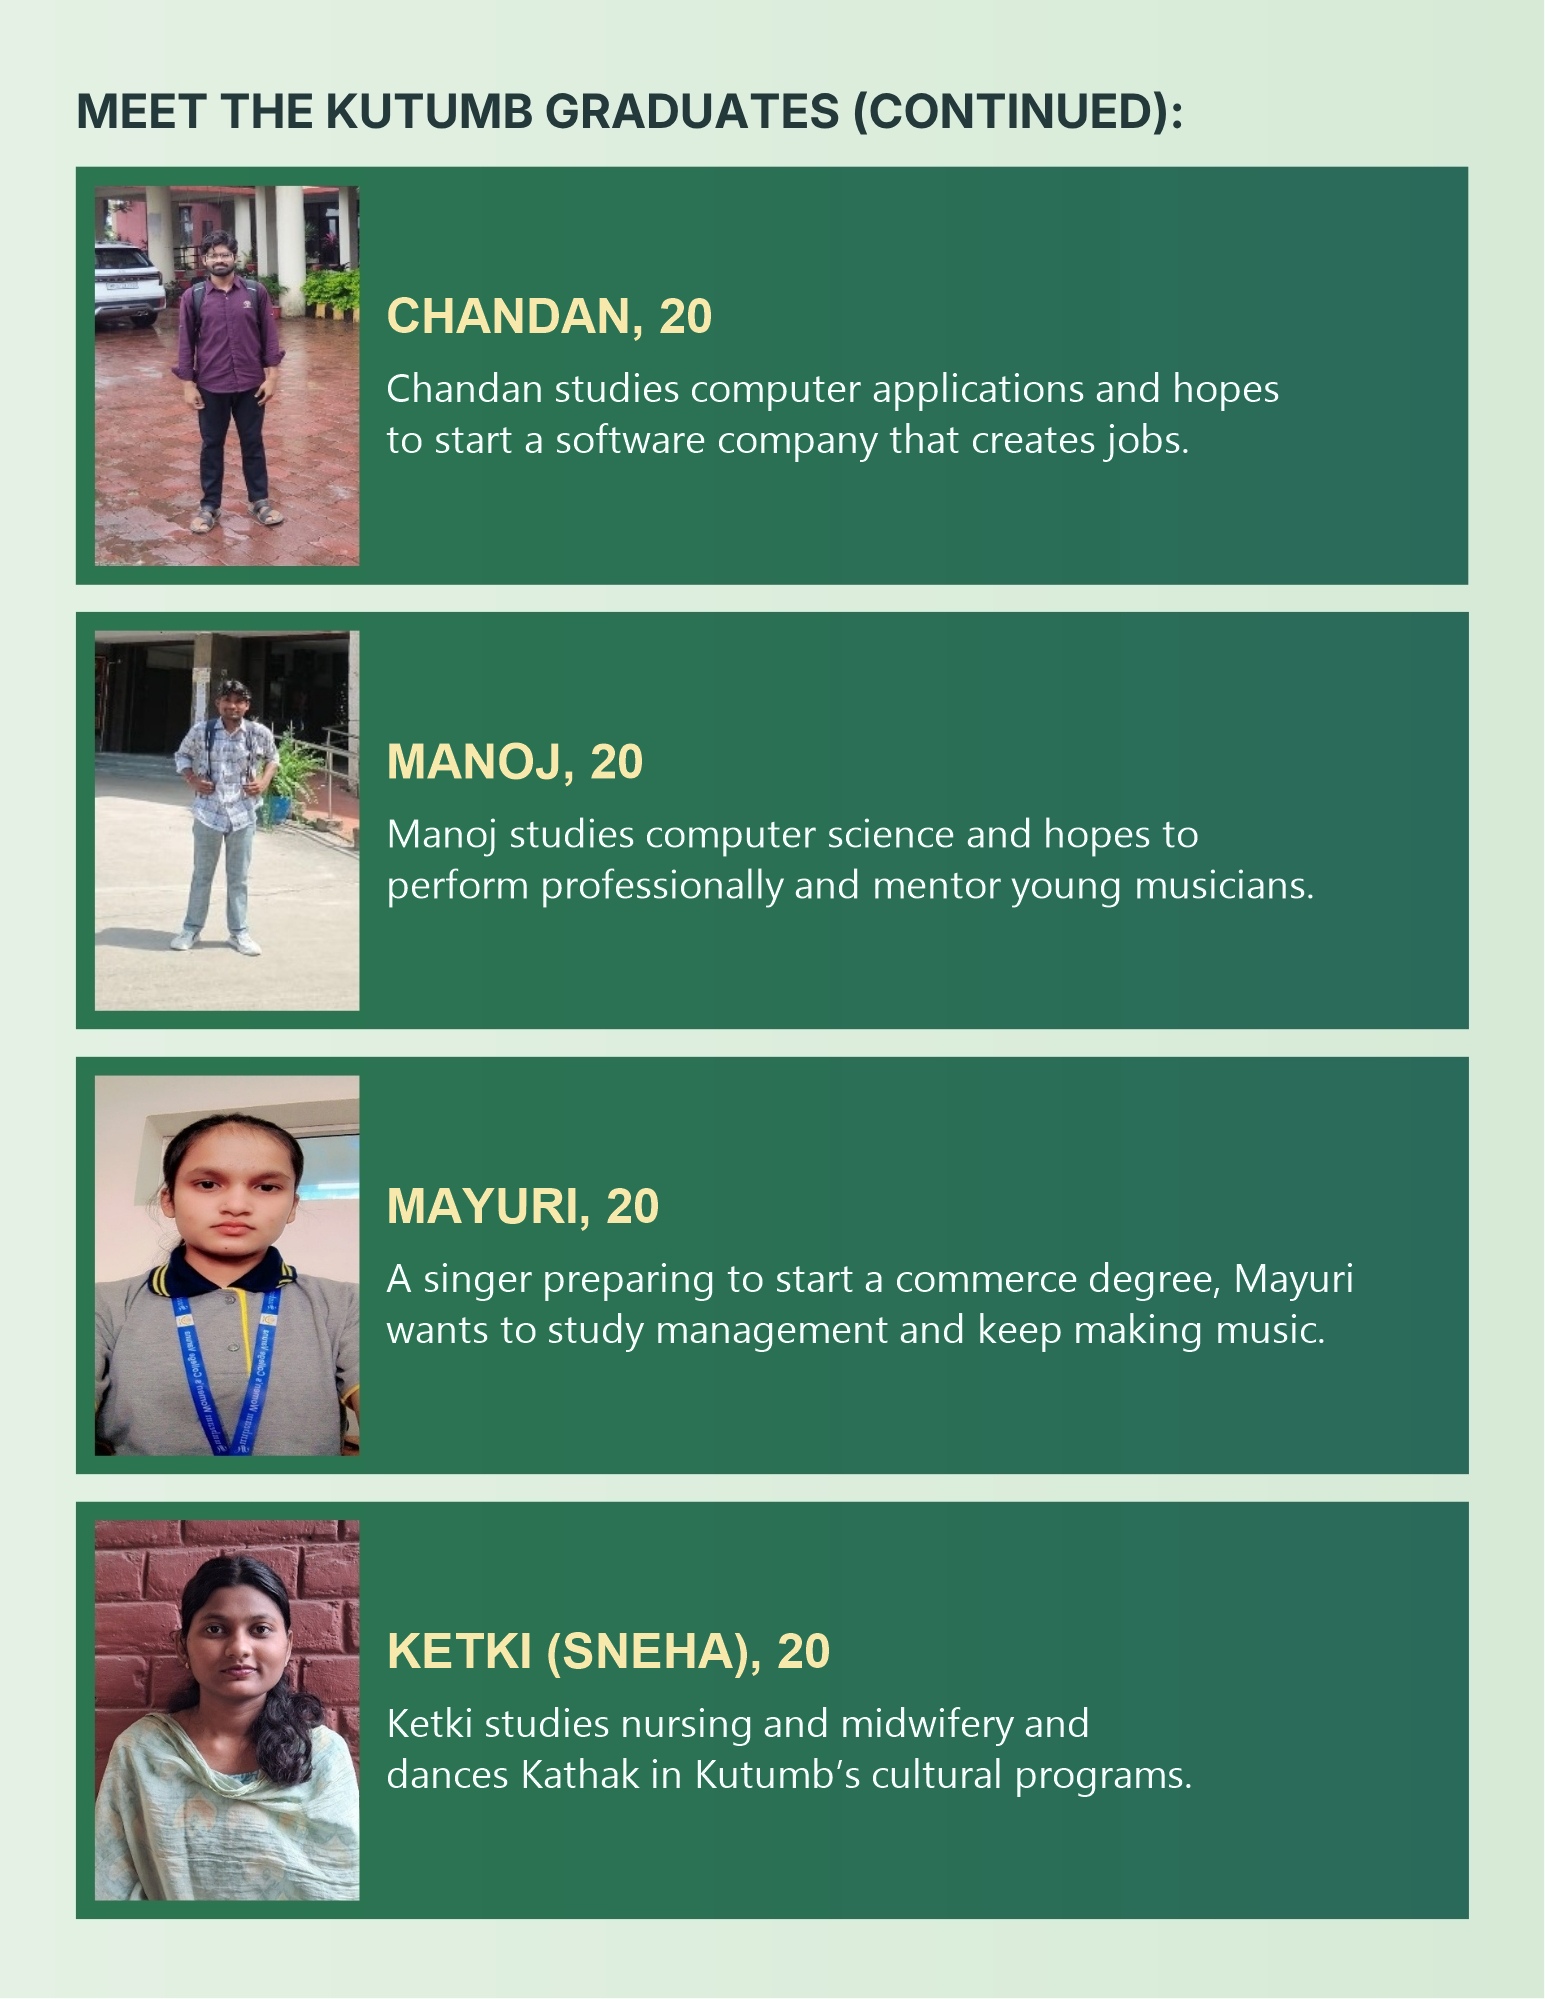 MEET THE KUTUMB GRADUATES (CONTINUED):
CHANDAN, 20
Chandan studies computer applications and hopes
to start a software company that creates jobs.
MANOJ, 20
Manoj studies computer science and hopes to
perform professionally and mentor young musicians.
MAYURI, 20
A singer preparing to start a commerce degree, Mayuri
wants to study management and keep making music.
KETKI (SNEHA), 20
Ketki studies nursing and midwifery and
dances Kathak in Kutumb’s cultural programs.